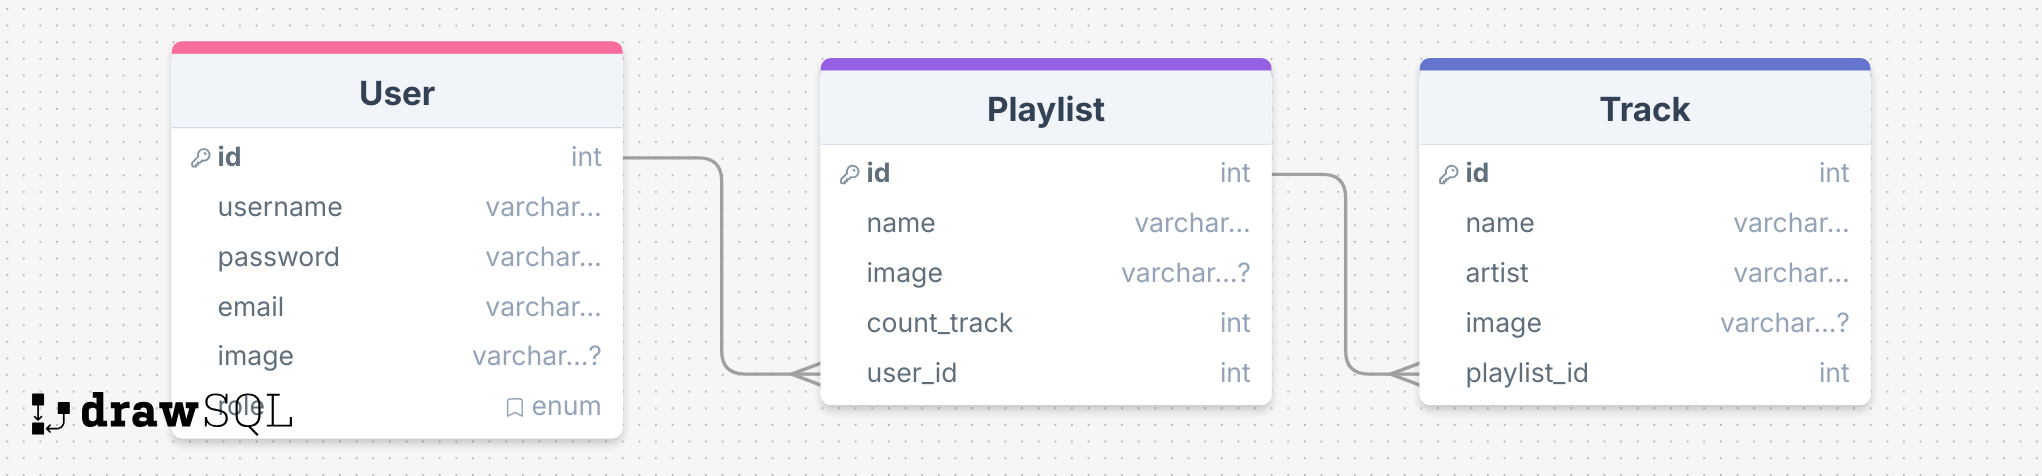 User
id int
username varchar...
password varchar...
email varchar...
image varchar...?
role enum
Playlist
id int
name varchar...
image varchar...?
count_track int
user_id int
Track
id int
name varchar...
artist varchar...
image varchar...?
playlist_id int
drawSQL